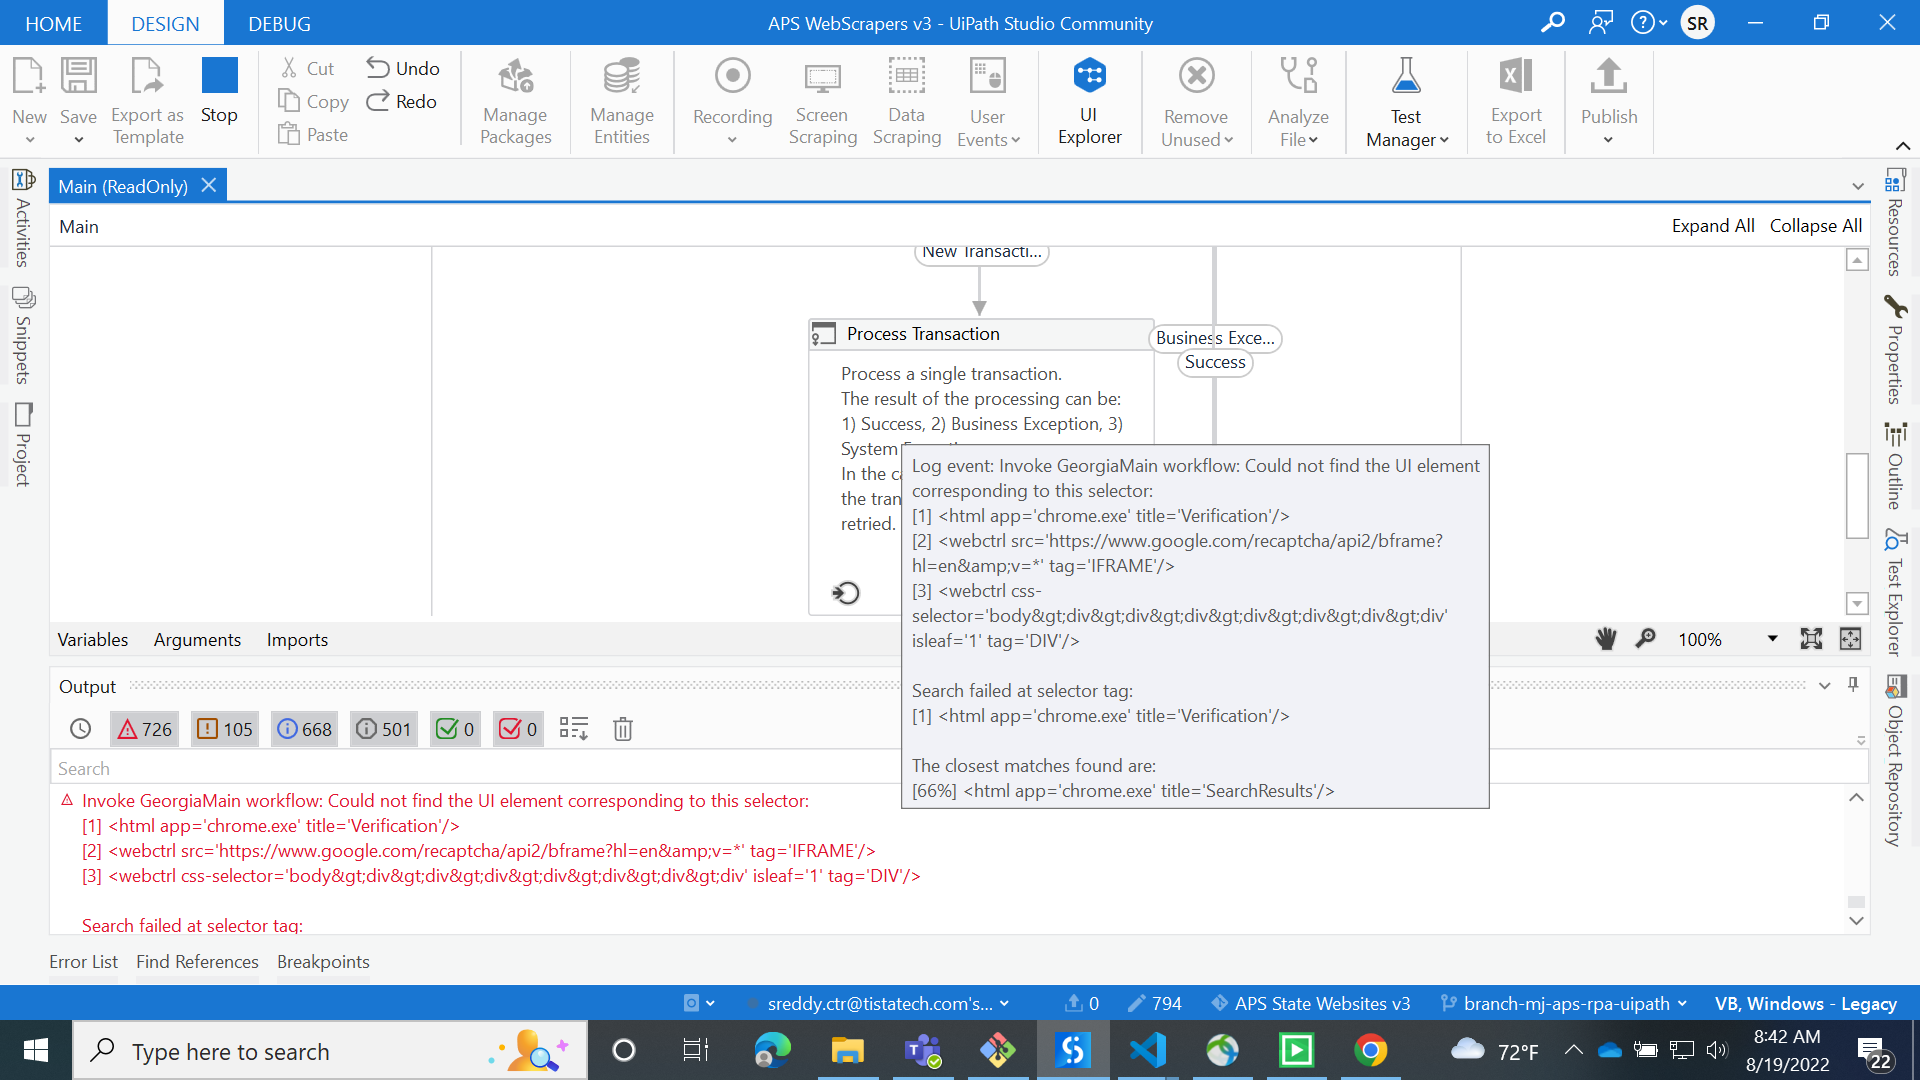 HOME
DESIGN
DEBUG
APS WebScrapers v3 - UiPath Studio Community
SR
New
Save
Export as
Template
Stop
Cut
Copy
Paste
Undo
Redo
Manage
Packages
Manage
Entities
Recording
Screen
Scraping
Data
Scraping
User
Events
UI
Explorer
Remove
Unused
Analyze
File
Test
Manager
Export
to Excel
Publish
Activities
Snippets
Project
Main (ReadOnly)
Main
Expand All
Collapse All
New Transacti...
Process Transaction
Business Exce...
Success
Process a single transaction.
The result of the processing can be:
1) Success, 2) Business Exception, 3)
System
In the
the tran
retried.
Log event: Invoke GeorgiaMain workflow: Could not find the UI element
corresponding to this selector:
[1] <html app='chrome.exe' title='Verification'/>
[2] <webctrl src='https://www.google.com/recaptcha/api2/bframe?
hl=en&amp;v=*' tag='IFRAME'/>
[3] <webctrl css-
selector='body&gt;div&gt;div&gt;div&gt;div&gt;div&gt;div&gt;div'
isleaf='1' tag='DIV'/>
Search failed at selector tag:
[1] <html app='chrome.exe' title='Verification'/>
The closest matches found are:
[66%] <html app='chrome.exe' title='SearchResults'/>
Variables
Arguments
Imports
100%
Resources
Properties
Outline
Test Explorer
Object Repository
Output
726
105
668
501
0
0
Search
Invoke GeorgiaMain workflow: Could not find the UI element corresponding to this selector:
[1] <html app='chrome.exe' title='Verification'/>
[2] <webctrl src='https://www.google.com/recaptcha/api2/bframe?hl=en&amp;v=*' tag='IFRAME'/>
[3] <webctrl css-selector='body&gt;div&gt;div&gt;div&gt;div&gt;div&gt;div&gt;div' isleaf='1' tag='DIV'/>
Search failed at selector tag:
Error List
Find References
Breakpoints
sreddy.ctr@tistatech.com's...
0
794
APS State Websites v3
branch-mj-aps-rpa-uipath
VB, Windows - Legacy
Type here to search
72°F
8:42 AM
8/19/2022
22